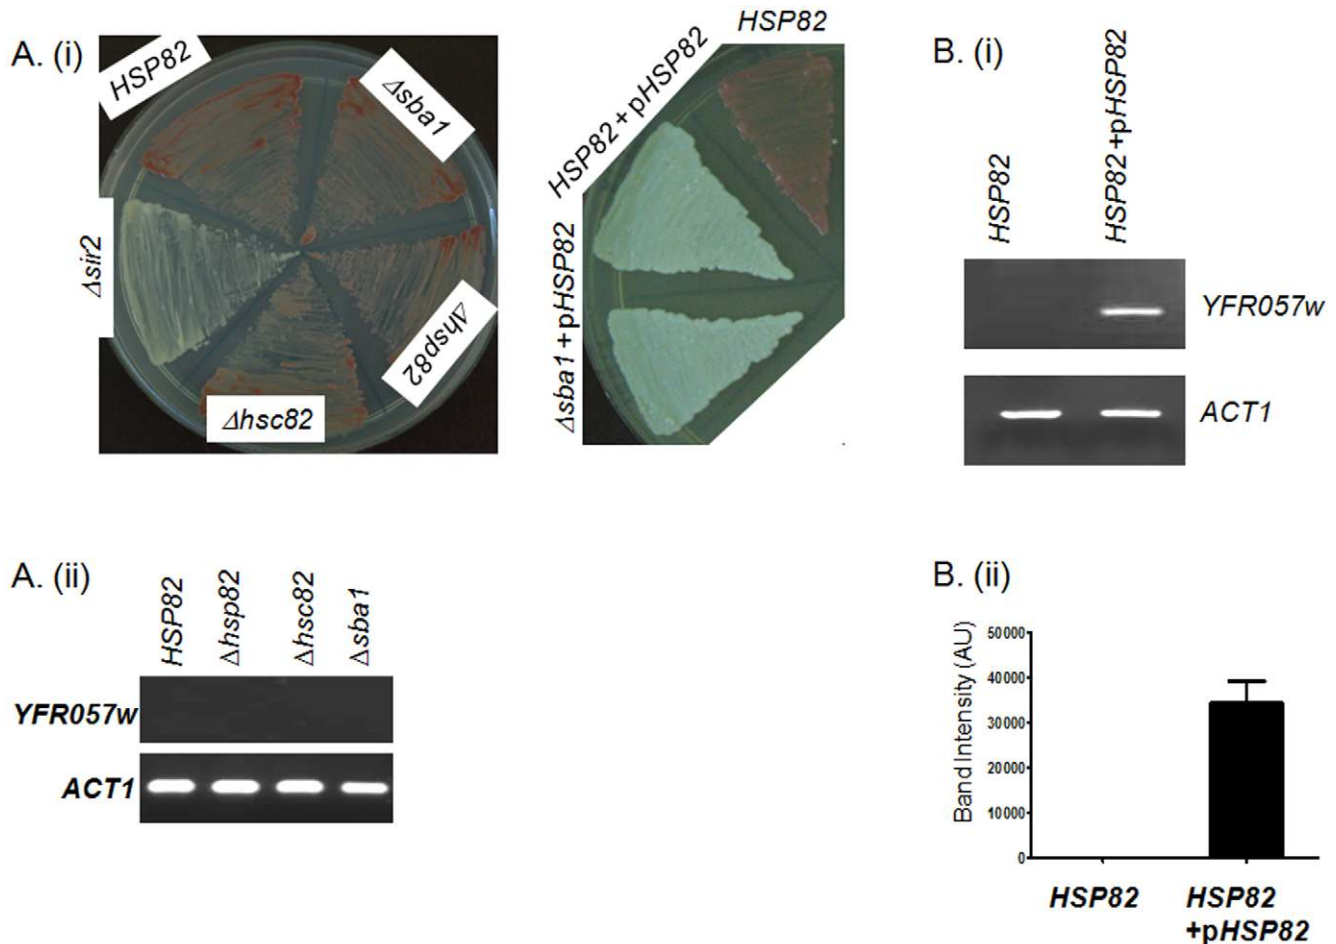 A. (i)
HSP82
Δsba1
Δsir2
Δhsp82
Δhsc82
HSP82
HSP82 + pHSP82
Δsba1 + pHSP82
B. (i)
HSP82
HSP82 +pHSP82
YFR057w
ACT1
A. (ii)
HSP82
Δhsp82
Δhsc82
Δsba1
YFR057w
ACT1
B. (ii)
Band Intensity (AU)
50000
40000
30000
20000
10000
0
HSP82
HSP82
+pHSP82